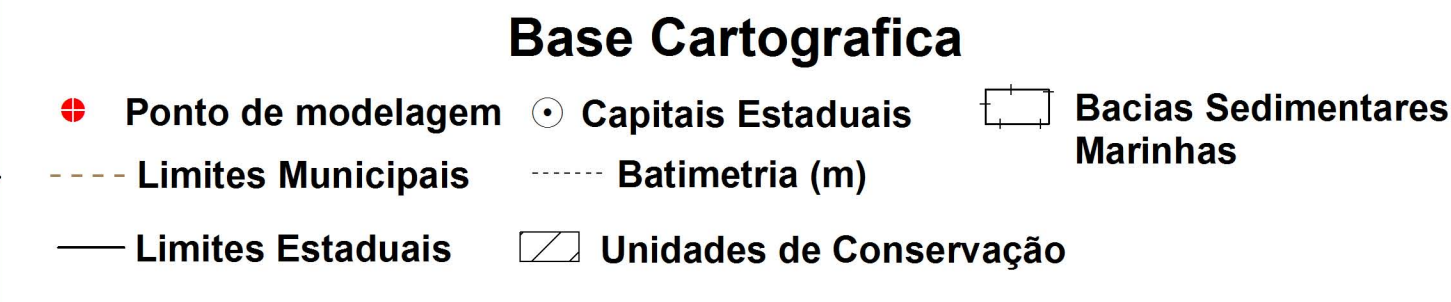 Base Cartografica
Ponto de modelagem
Capitais Estaduais
Bacias Sedimentares
Marinhas
Limites Municipais
Batimetria (m)
Limites Estaduais
Unidades de Conservação